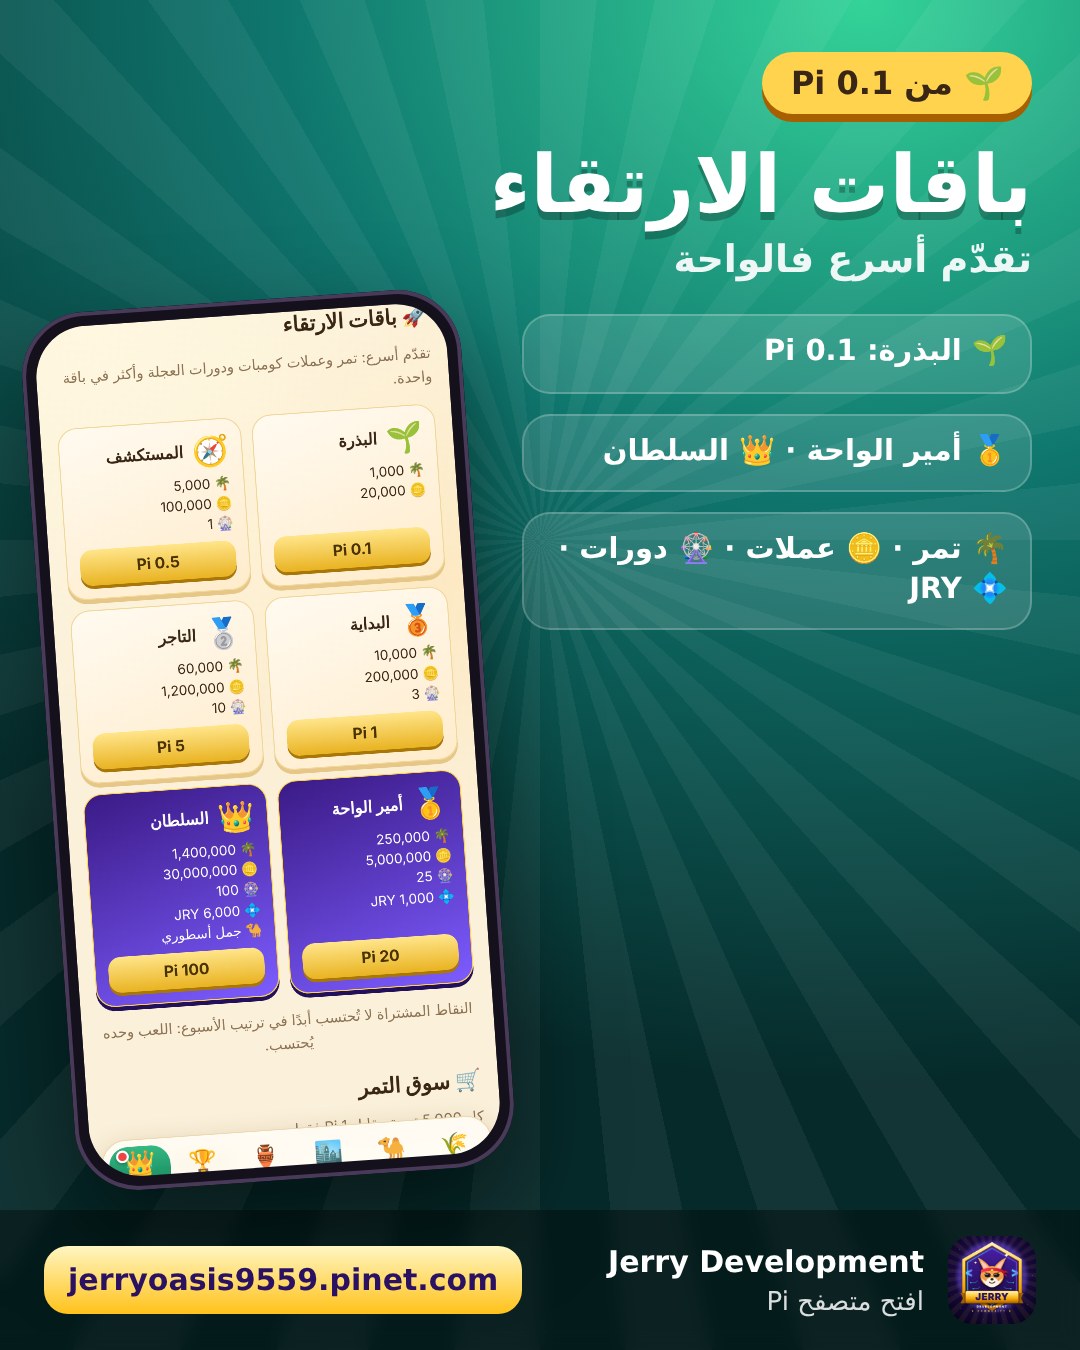 🌱 من 0.1 Pi
باقات الارتقاء
تقدّم أسرع فالواحة
🌱 البذرة: 0.1 Pi
🥇 أمير الواحة · 👑 السلطان
🌴 تمر · 🪙 عملات · 🎡 دورات ·
💠 JRY
🚀 باقات الارتقاء
تقدّم أسرع: تمر وعملات كومبات ودورات العجلة وأكثر في باقة
واحدة.
🌱 البذرة
🌴 1,000
🪙 20,000
0.1 Pi
🧭 المستكشف
🌴 5,000
🪙 100,000
🎡 1
0.5 Pi
🥉 البداية
🌴 10,000
🪙 200,000
🎡 3
1 Pi
🥈 التاجر
🌴 60,000
🪙 1,200,000
🎡 10
5 Pi
🥇 أمير الواحة
🌴 250,000
🪙 5,000,000
🎡 25
💠 1,000 JRY
20 Pi
👑 السلطان
🌴 1,400,000
🪙 30,000,000
🎡 100
💠 6,000 JRY
🐪 جمل أسطوري
100 Pi
النقاط المشتراة لا تُحتسب أبدًا في ترتيب الأسبوع: اللعب وحده
يُحتسب.
🛒 سوق التمر
Jerry Development
افتح متصفح Pi
jerryoasis9559.pinet.com
JERRY